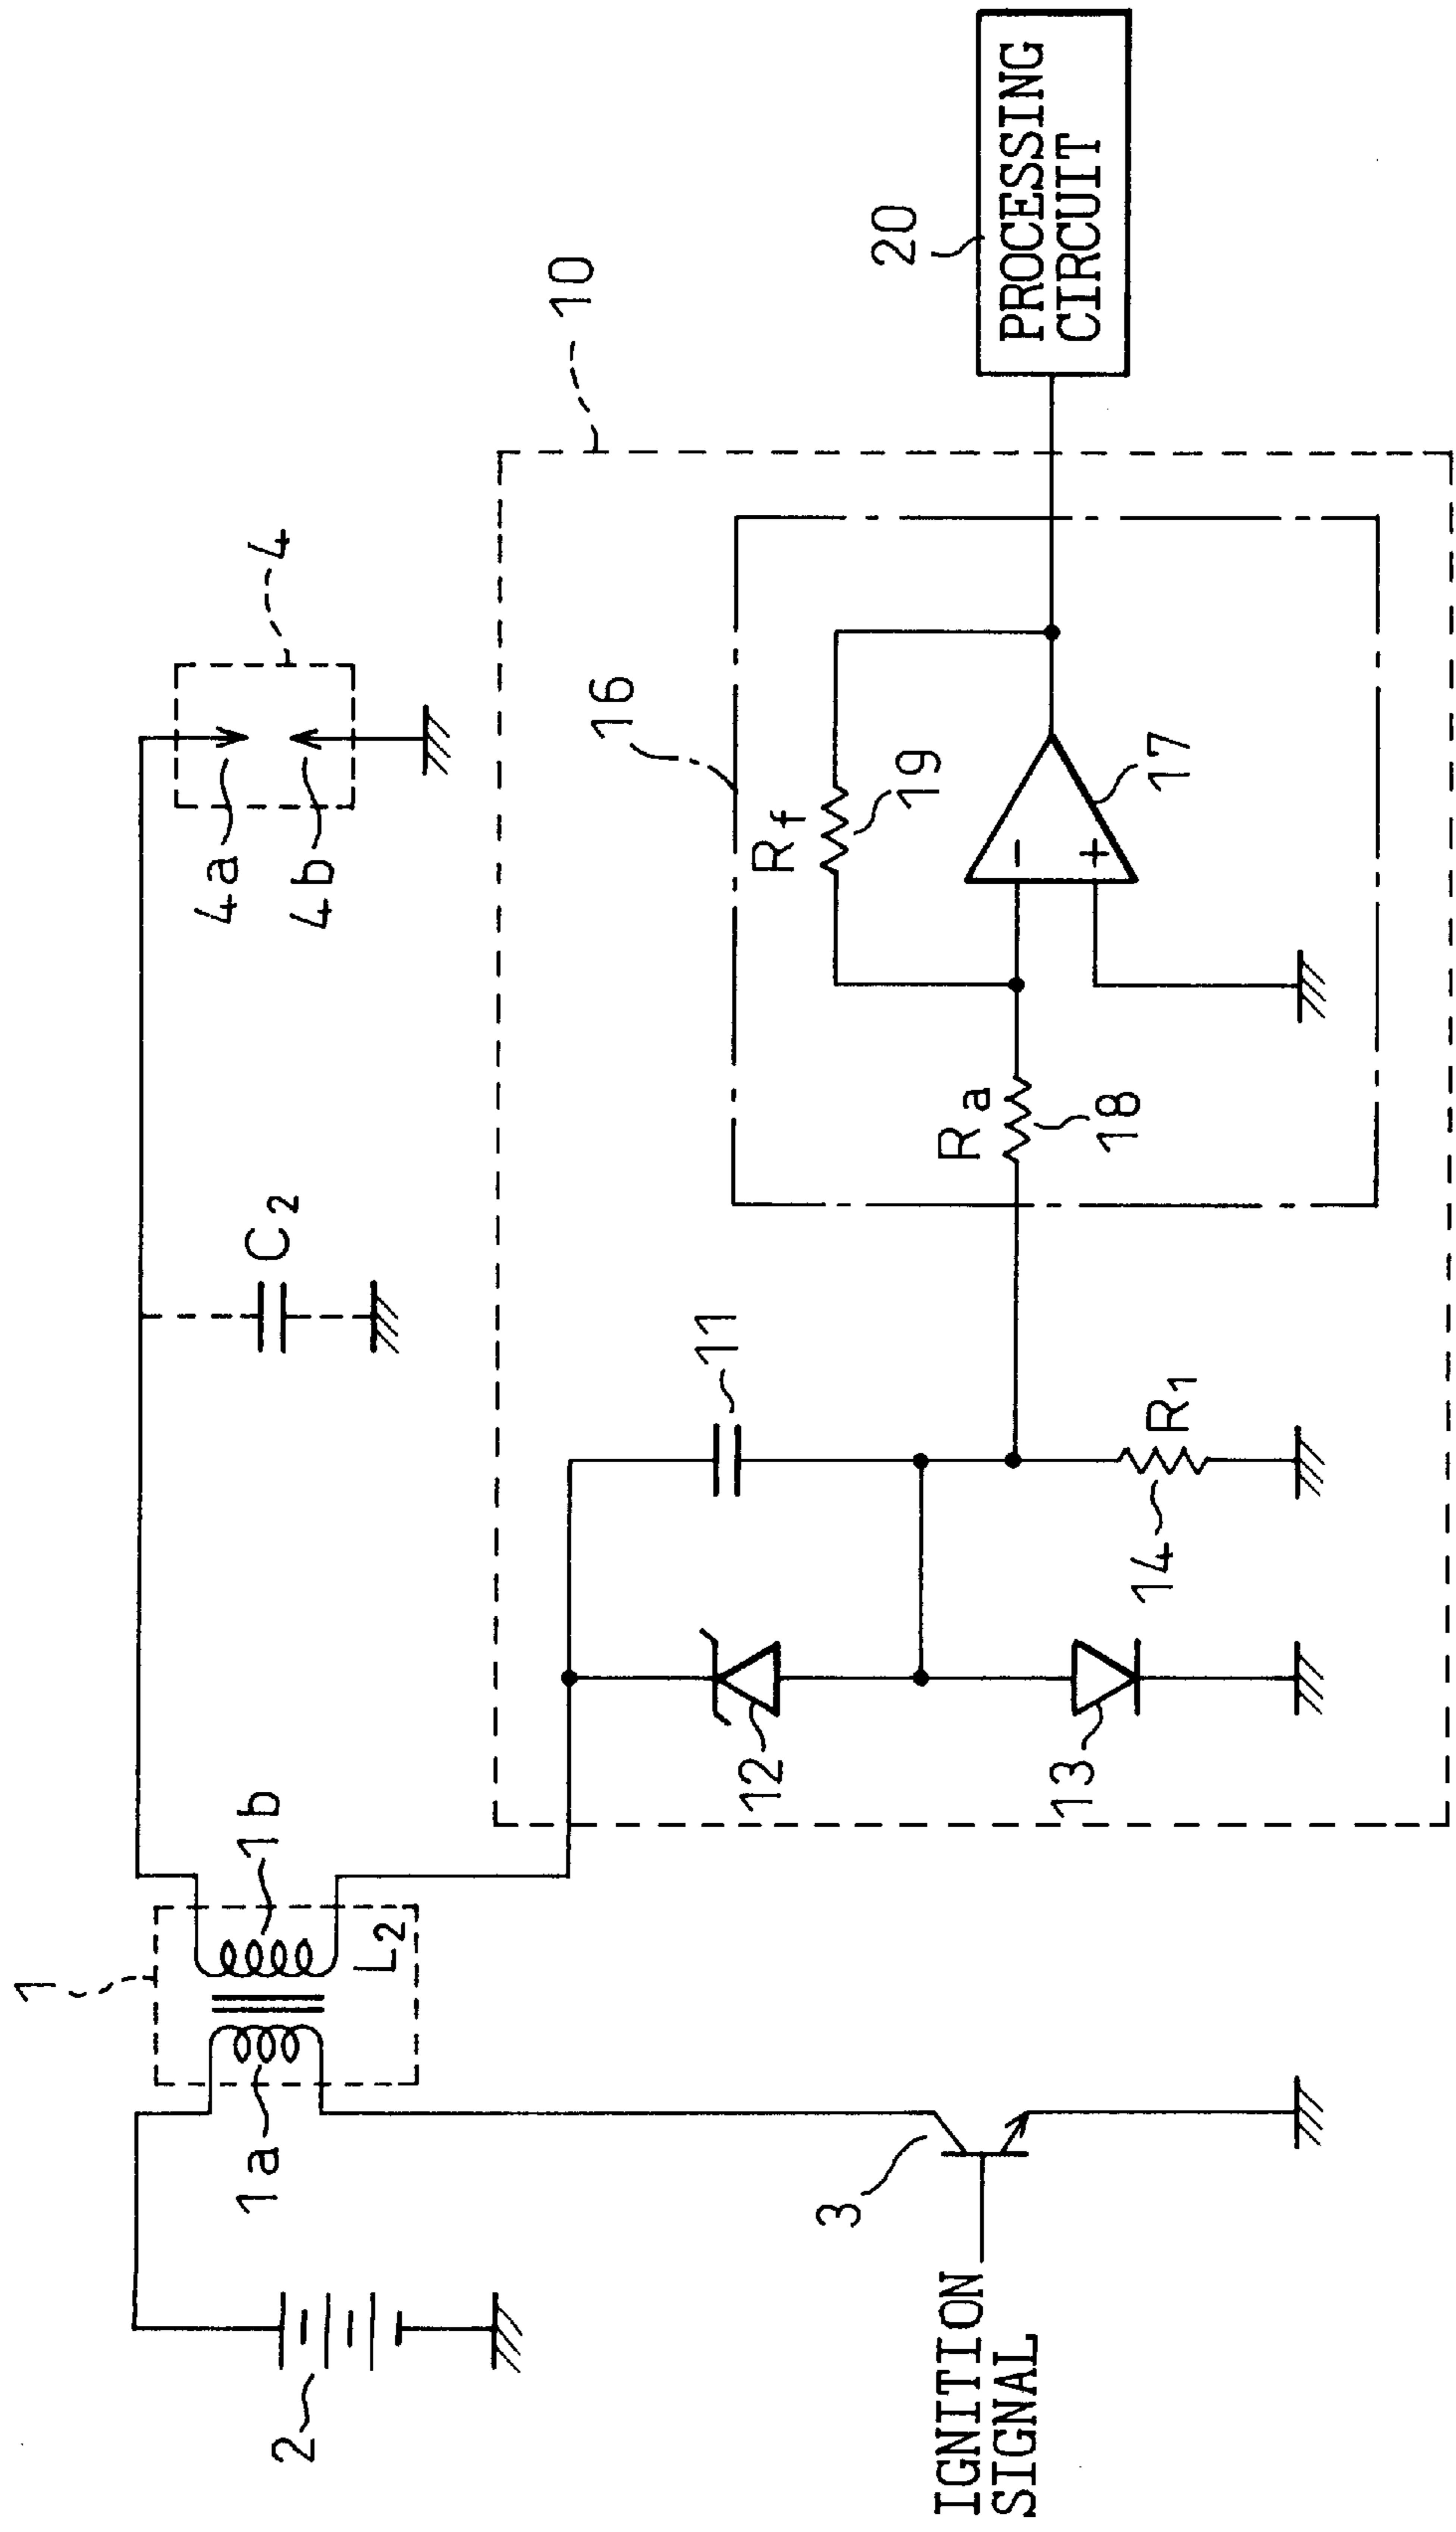 1
1a
1b
L2
2
3
IGNITION
SIGNAL
C2
4
4a
4b
10
11
12
13
14
R1
16
Ra
18
Rf
19
17
20
PROCESSING
CIRCUIT